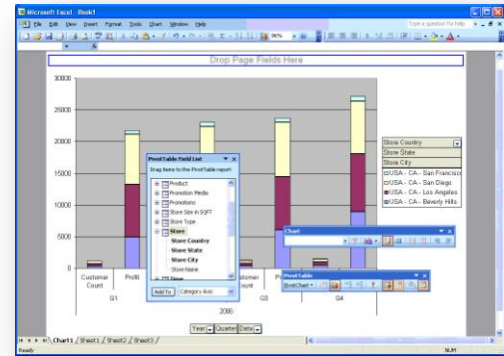 Microsoft Excel - Book1
File Edit View Insert Format Tools Chart Window Help
Type a question for help
Drop Page Fields Here
30000
25000
20000
15000
10000
5000
0
Customer Count
Profit
Customer Count
Q1
Q3
Q4
2006
Year
Quarter
Date
Store Country
Store State
Store City
USA - CA - San Francisco
USA - CA - San Diego
USA - CA - Los Angeles
USA - CA - Beverly Hills
PivotTable Field List
Drag items to the PivotTable report
Product
Promotion Media
Promotions
Store Size in SQFT
Store Type
Store
Store Country
Store State
Store City
Store Name
Time
Add To
Category Axis
Chart
PivotTable
PivotChart
Chart1 Sheet1 Sheet2 Sheet3
Ready
NUM